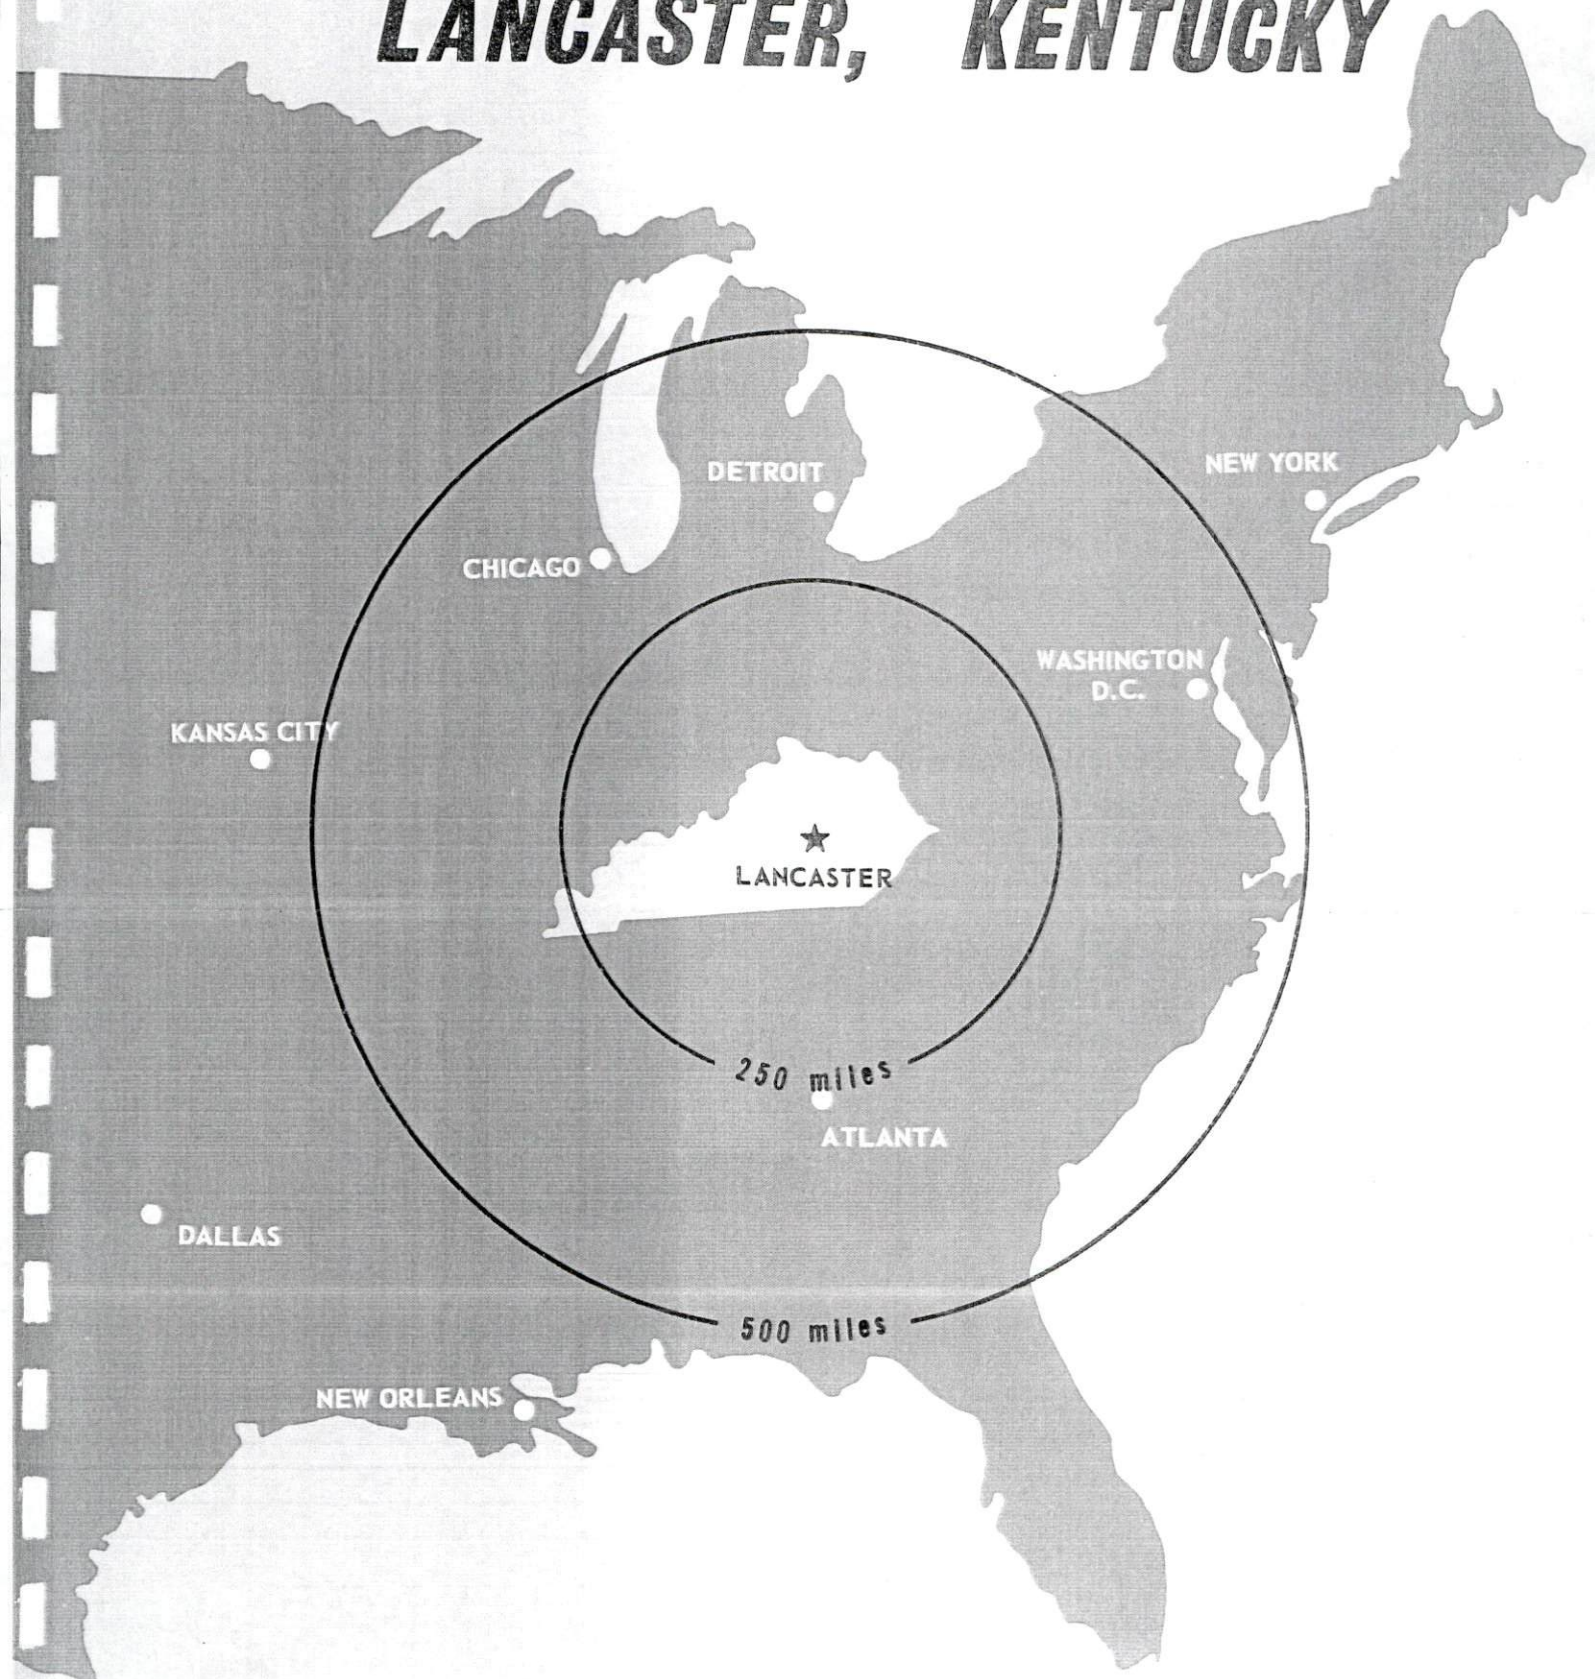 LANCASTER, KENTUCKY
NEW YORK
DETROIT
CHICAGO
WASHINGTON
D.C.
KANSAS CITY
LANCASTER
250 miles
ATLANTA
DALLAS
500 miles
NEW ORLEANS